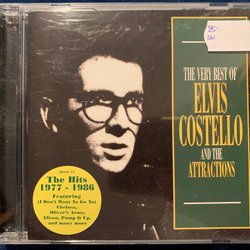 THE VERY BEST OF
ELVIS
COSTELLO
AND THE
ATTRACTIONS
The Hits
1977 - 1986
Featuring
(I Don't Want To Go To)
Chelsea,
Oliver's Army,
Alison, Pump It Up,
and many more